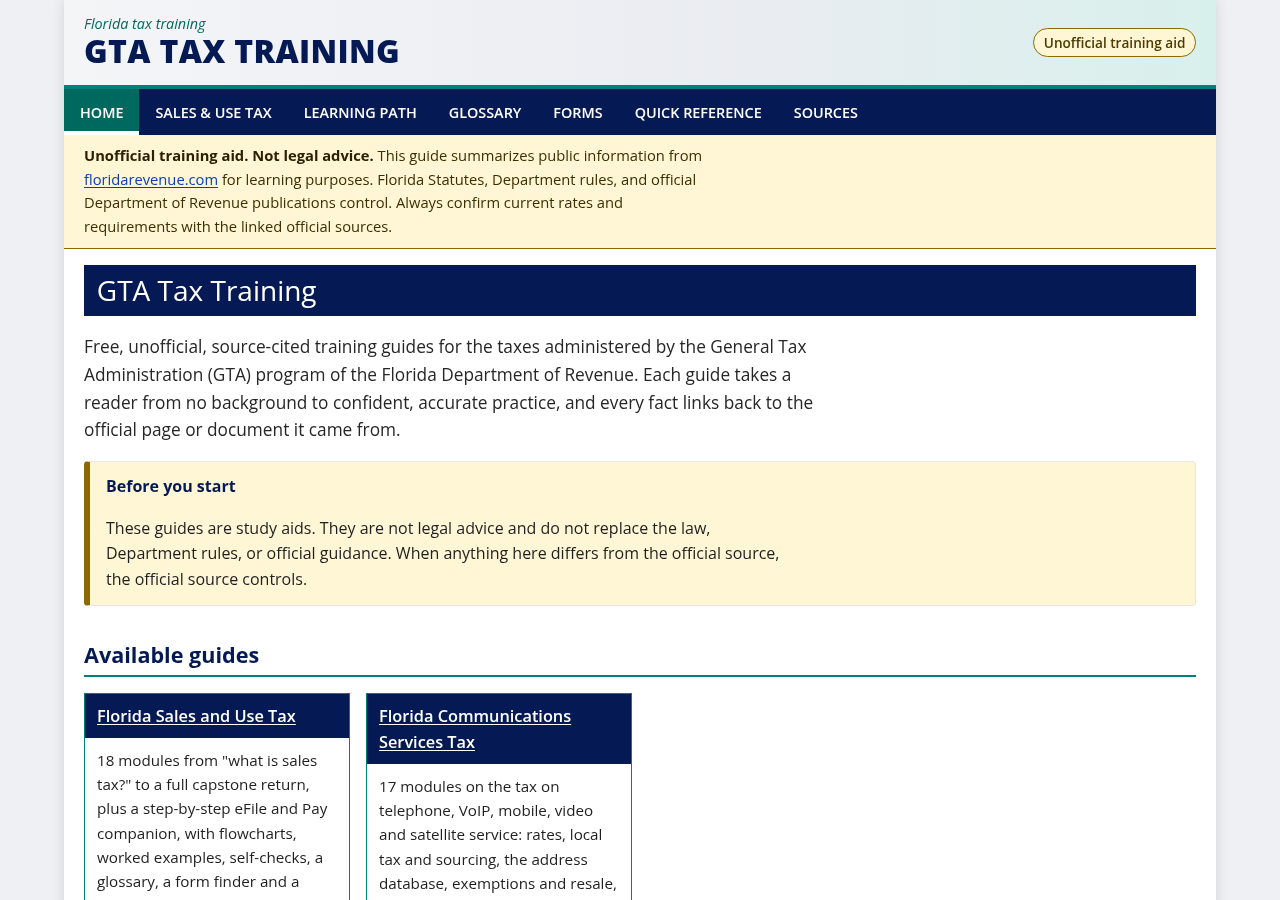 Florida tax training
GTA TAX TRAINING
Unofficial training aid
HOME SALES & USE TAX LEARNING PATH GLOSSARY FORMS QUICK REFERENCE SOURCES
Unofficial training aid. Not legal advice. This guide summarizes public information from
floridarevenue.com for learning purposes. Florida Statutes, Department rules, and official
Department of Revenue publications control. Always confirm current rates and
requirements with the linked official sources.
GTA Tax Training
Free, unofficial, source-cited training guides for the taxes administered by the General Tax
Administration (GTA) program of the Florida Department of Revenue. Each guide takes a
reader from no background to confident, accurate practice, and every fact links back to the
official page or document it came from.
Before you start
These guides are study aids. They are not legal advice and do not replace the law,
Department rules, or official guidance. When anything here differs from the official source,
the official source controls.
Available guides
Florida Sales and Use Tax
18 modules from "what is sales
tax?" to a full capstone return,
plus a step-by-step eFile and Pay
companion, with flowcharts,
worked examples, self-checks, a
glossary, a form finder and a
Florida Communications
Services Tax
17 modules on the tax on
telephone, VoIP, mobile, video
and satellite service: rates, local
tax and sourcing, the address
database, exemptions and resale,